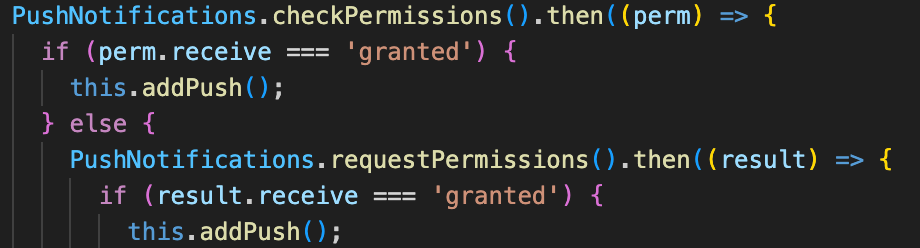 PushNotifications.checkPermissions().then((perm) => {
  if (perm.receive === 'granted') {
    this.addPush();
  } else {
    PushNotifications.requestPermissions().then((result) => {
      if (result.receive === 'granted') {
        this.addPush();